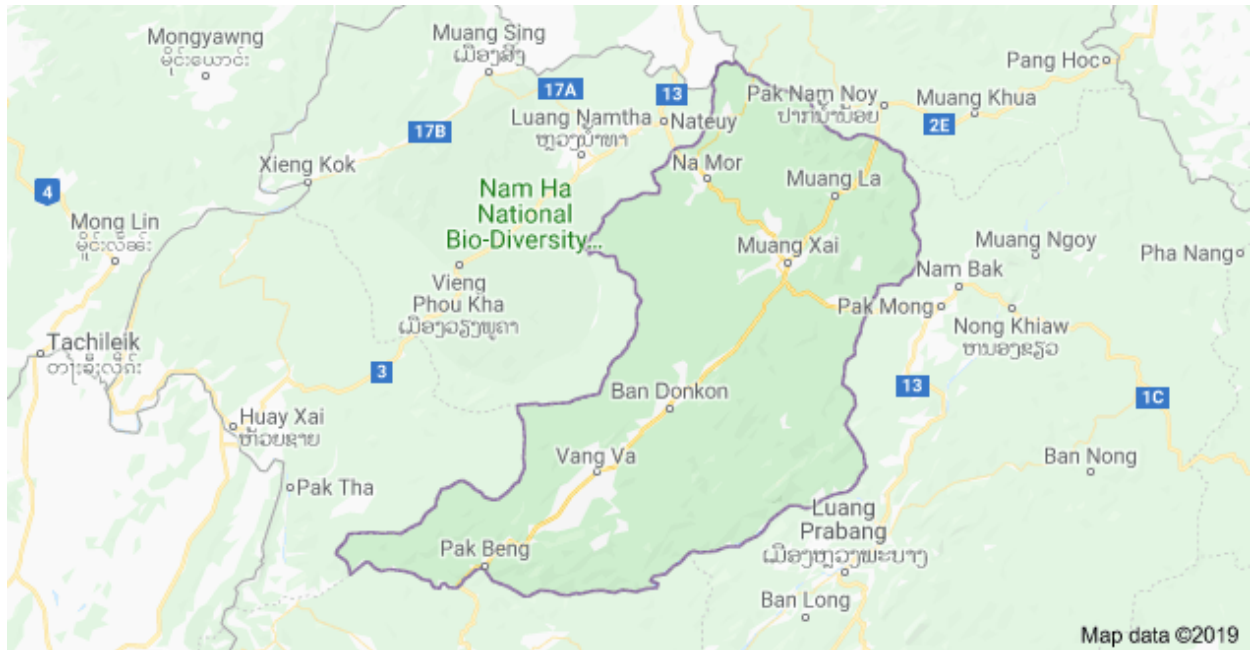 Mongyawng
မိူင်းယောင်း
Muang Sing
ເມືອງສິງ
Pang Hoc
17A
13
Pak Nam Noy
ປາກນ້ຳນ້ອຍ
Muang Khua
2E
17B
Luang Namtha
ຫຼວງນ້ຳທາ
Nateuy
Xieng Kok
Na Mor
Muang La
4
Nam Ha
National
Bio-Diversity...
Mong Lin
Muang Xai
Muang Ngoy
Pha Nang
Vieng
Phou Kha
ເມືອງວຽງພູຄາ
Nam Bak
Pak Mong
Nong Khiaw
ຫນອງຂຽວ
Tachileik
3
13
1C
Ban Donkon
Huay Xai
ຫ້ວຍຊາຍ
Vang Va
Ban Nong
Pak Tha
Luang
Prabang
ເມືອງຫຼວງພະບາງ
Pak Beng
Ban Long
Map data ©2019